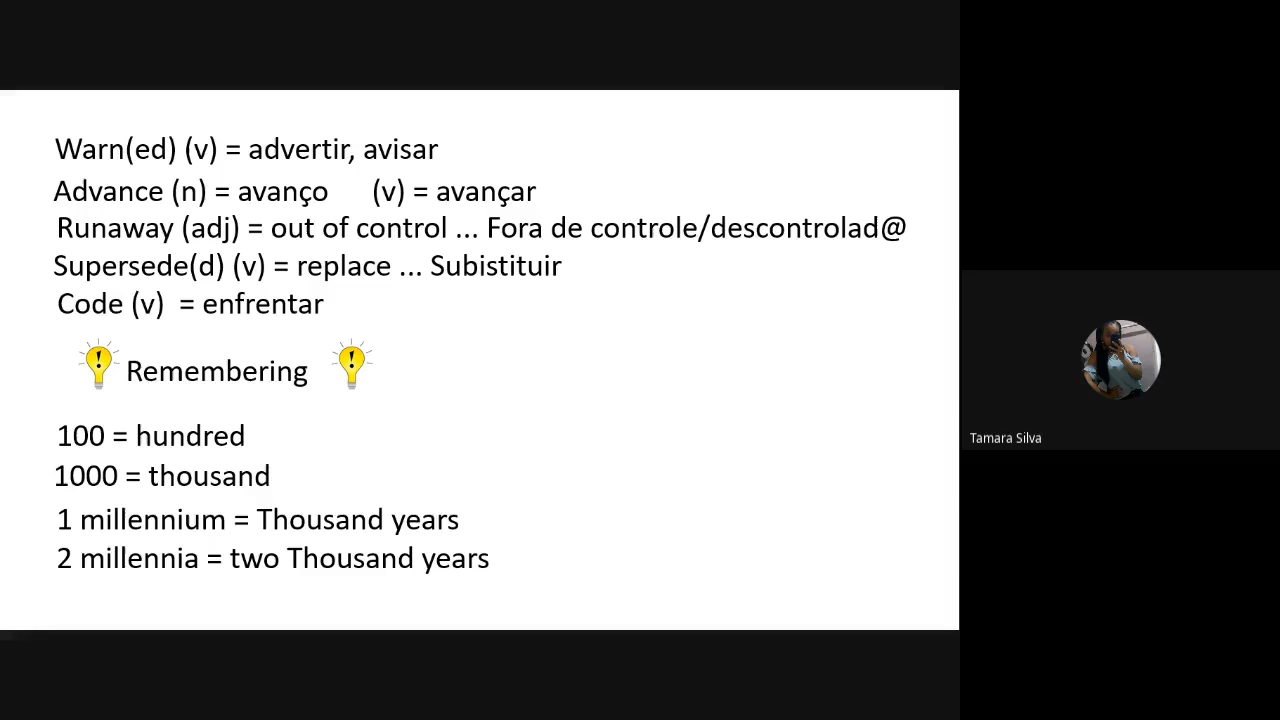 Warn(ed) (v) = advertir, avisar
Advance (n) = avanço (v) = avançar
Runaway (adj) = out of control ... Fora de controle/descontrolad@
Supersede(d) (v) = replace ... Subistituir
Code (v) = enfrentar
Remembering
100 = hundred
1000 = thousand
1 millennium = Thousand years
2 millennia = two Thousand years
Tamara Silva